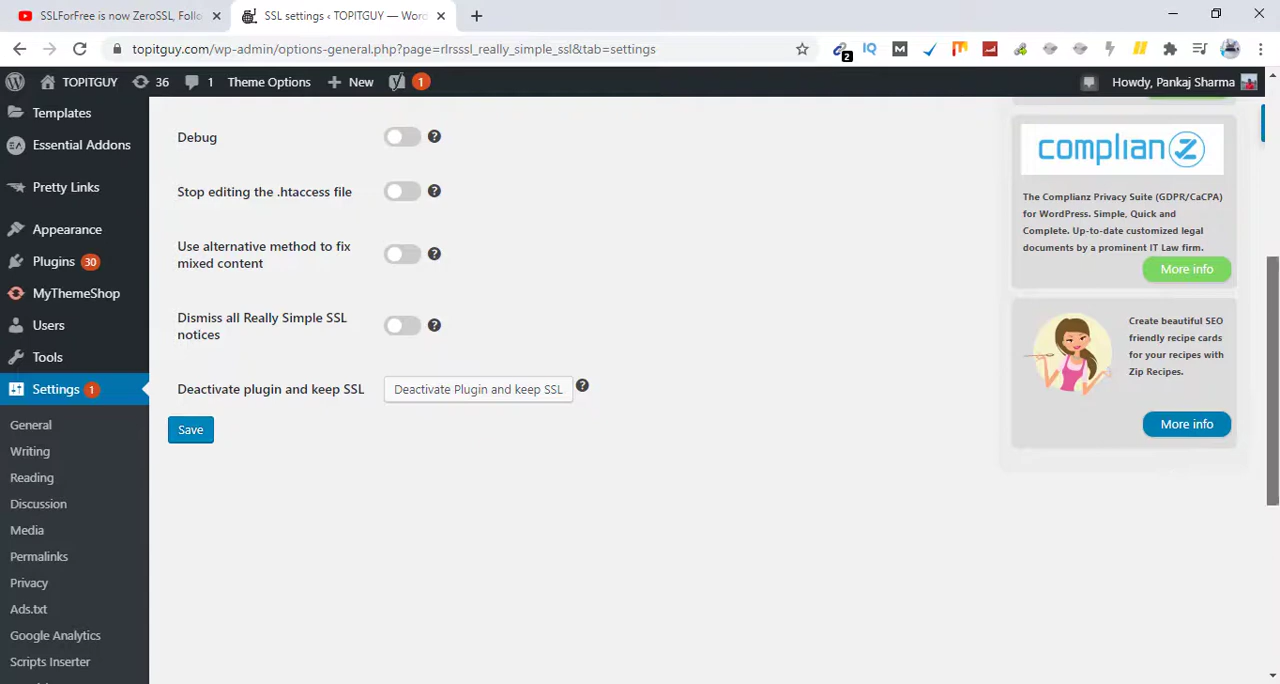 SSLForFree is now ZeroSSL, Follo
SSL settings ‹ TOPITGUY — Word
topitguy.com/wp-admin/options-general.php?page=rlrsssl_really_simple_ssl&tab=settings
2
TOPITGUY
36
1
Theme Options
New
1
Howdy, Pankaj Sharma
Templates
Essential Addons
Pretty Links
Appearance
Plugins 30
MyThemeShop
Users
Tools
Settings 1
General
Writing
Reading
Discussion
Media
Permalinks
Privacy
Ads.txt
Google Analytics
Scripts Inserter
Debug
Stop editing the .htaccess file
Use alternative method to fix
mixed content
Dismiss all Really Simple SSL
notices
Deactivate plugin and keep SSL
Deactivate Plugin and keep SSL
Save
complianz
The Complianz Privacy Suite (GDPR/CaCPA)
for WordPress. Simple, Quick and
Complete. Up-to-date customized legal
documents by a prominent IT Law firm.
More info
Create beautiful SEO
friendly recipe cards
for your recipes with
Zip Recipes.
More info